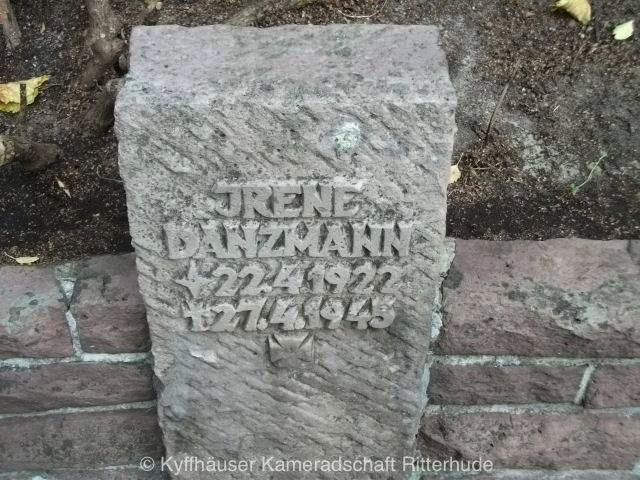 JRENE
DANZMANN
* 22.4.1922
† 27.4.1945
© Kyffhäuser Kameradschaft Ritterhude